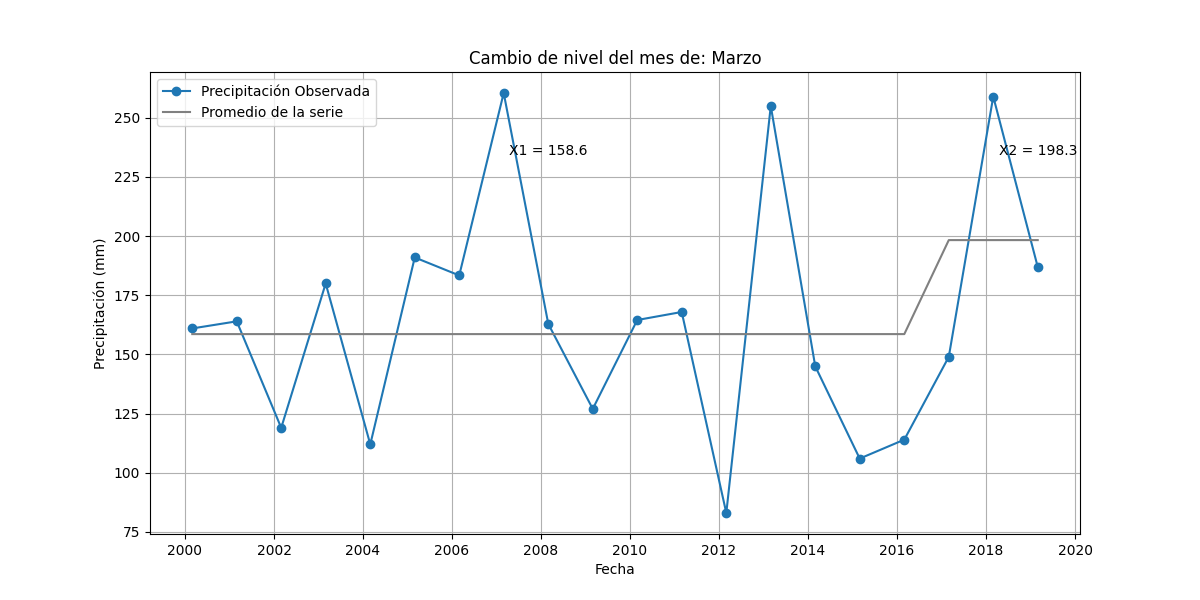 Cambio de nivel del mes de: Marzo
Precipitación Observada
Promedio de la serie
X1 = 158.6
X2 = 198.3
Precipitación (mm)
250
225
200
175
150
125
100
75
2000 2002 2004 2006 2008 2010 2012 2014 2016 2018 2020
Fecha